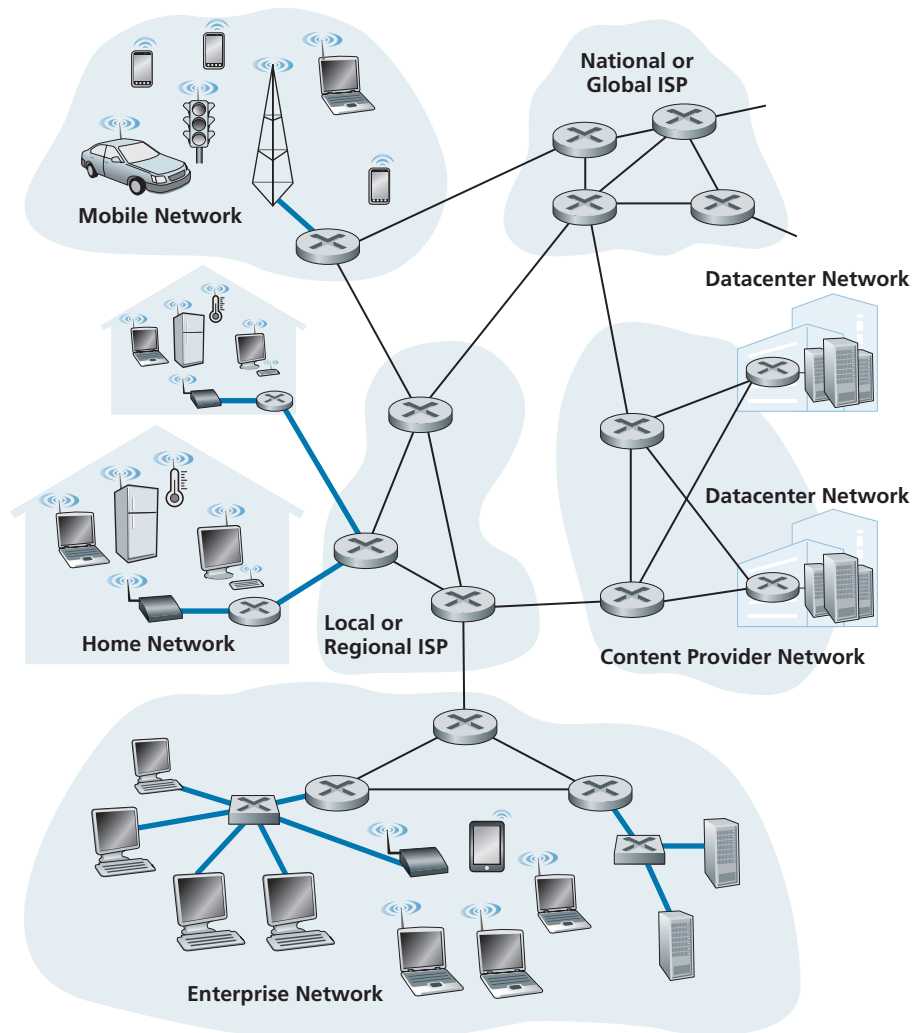 National or
Global ISP
Mobile Network
Datacenter Network
Datacenter Network
Home Network
Local or
Regional ISP
Content Provider Network
Enterprise Network